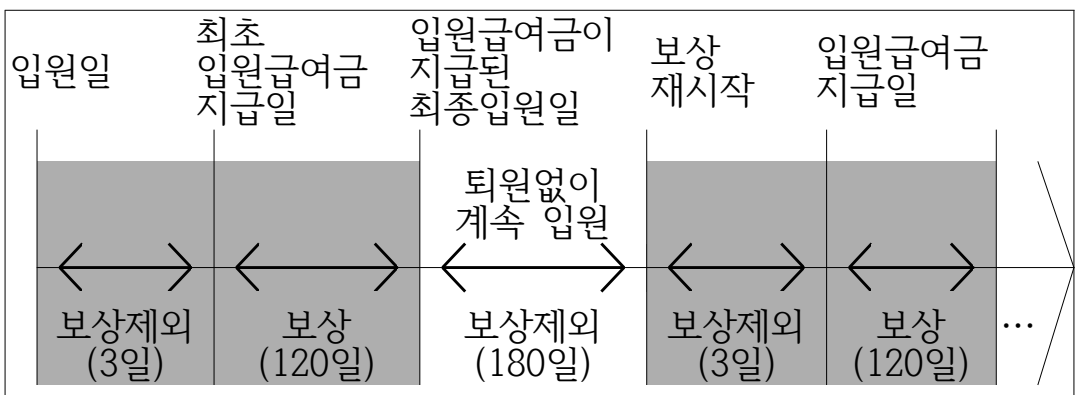 입원일
최초
입원급여금
지급일
입원급여금이
지급된
최종입원일
보상
재시작
입원급여금
지급일
퇴원없이
계속 입원
보상제외
(3일)
보상
(120일)
보상제외
(180일)
보상제외
(3일)
보상
(120일)
…